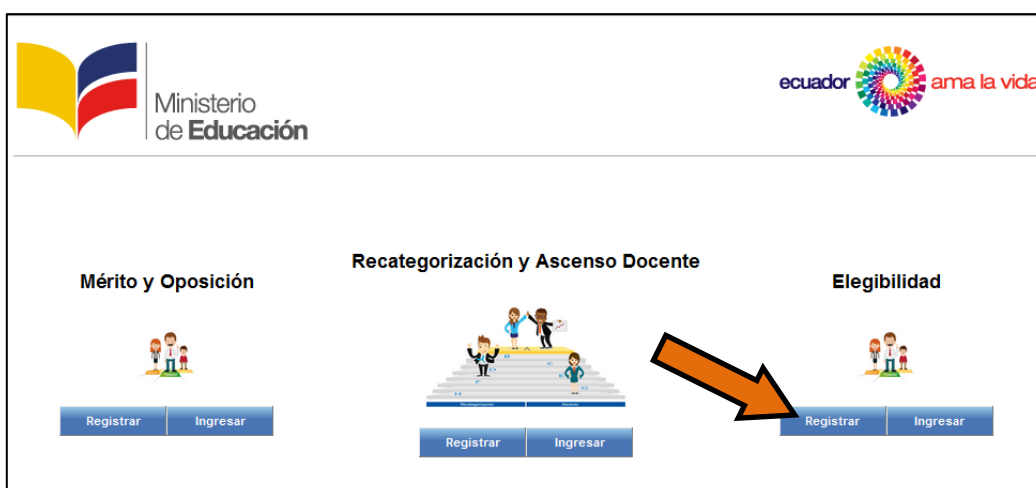 Ministerio
de Educación
ecuador ama la vida
Recategorización y Ascenso Docente
Mérito y Oposición
Elegibilidad
Registrar Ingresar
Registrar Ingresar
Registrar Ingresar